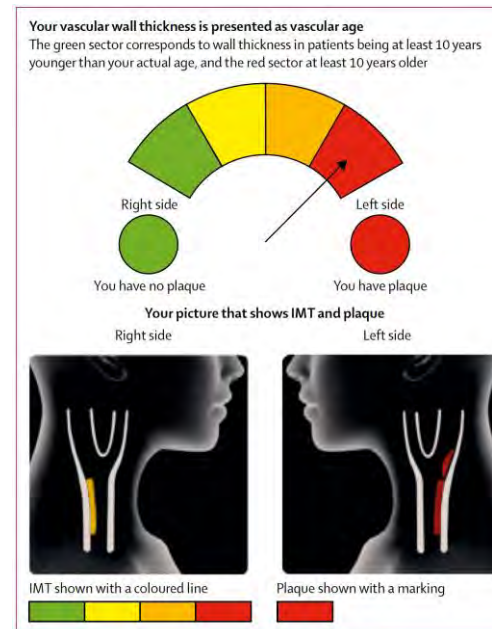 Your vascular wall thickness is presented as vascular age
The green sector corresponds to wall thickness in patients being at least 10 years
younger than your actual age, and the red sector at least 10 years older
Right side
Left side
You have no plaque
You have plaque
Your picture that shows IMT and plaque
Right side
Left side
IMT shown with a coloured line
Plaque shown with a marking